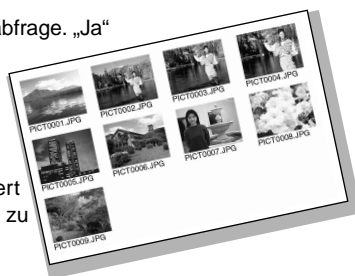 bfrage. „Ja“
PICT0001.JPG
PICT0002.JPG
PICT0003.JPG
PICT0004.JPG
PICT0005.JPG
PICT0006.JPG
PICT0007.JPG
PICT0008.JPG
ert
zu
PICT0009.JPG